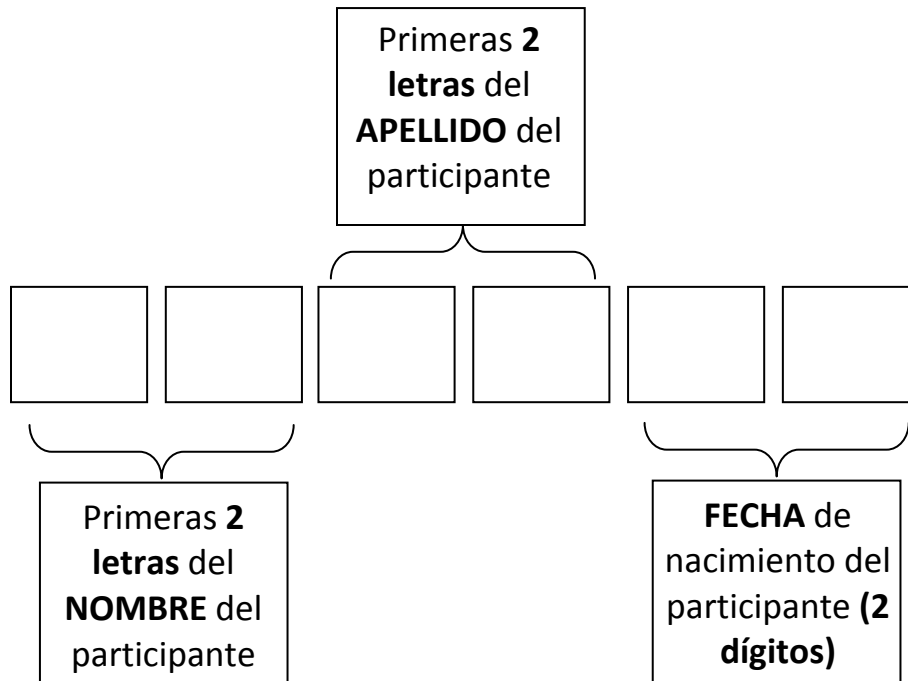 Primeras 2
letras del
APELLIDO del
participante
Primeras 2
letras del
NOMBRE del
participante
FECHA de
nacimiento del
participante (2
dígitos)